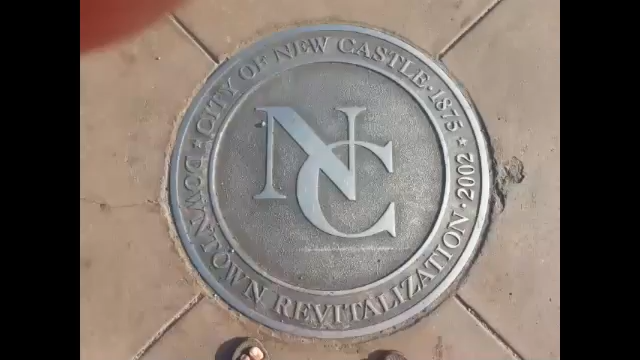 CITY OF NEW CASTLE · 1875 ★ 2002 · DOWNTOWN REVITALIZATION ★
NC